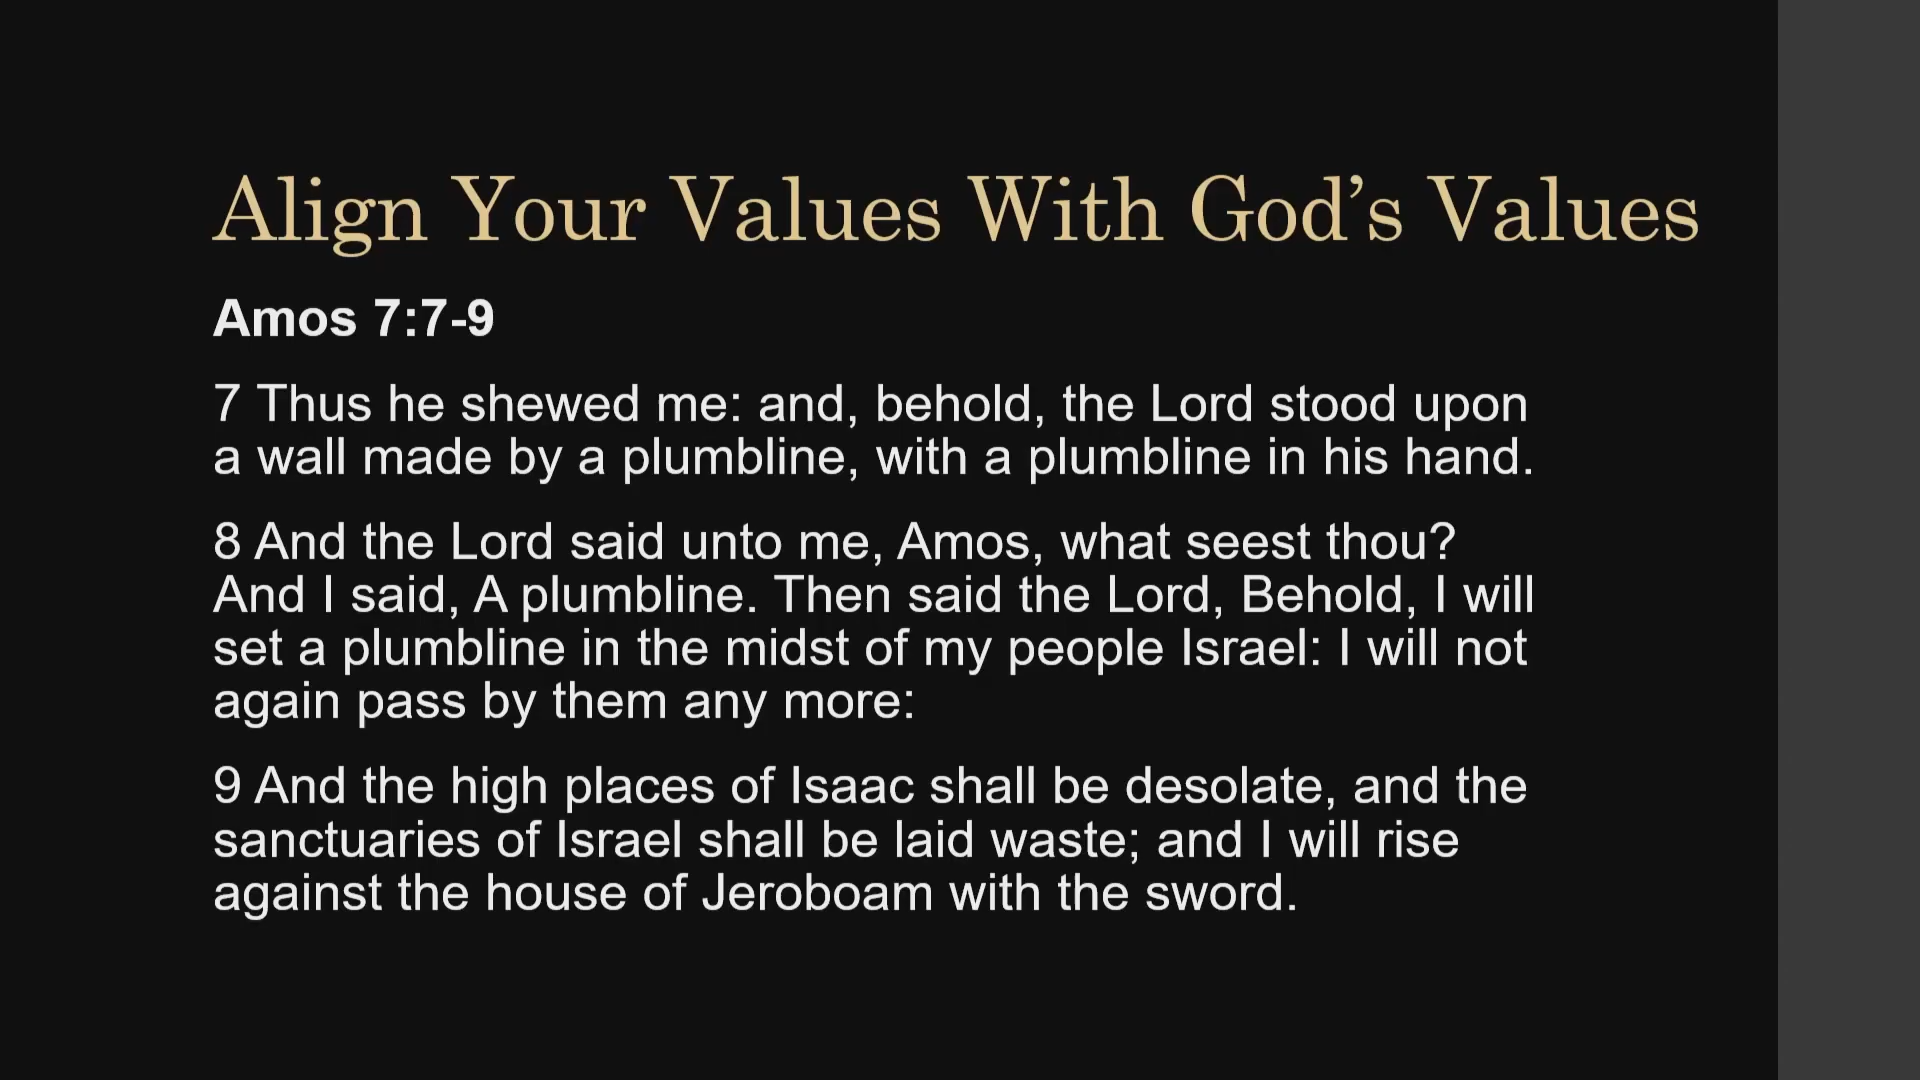 Align Your Values With God’s Values
Amos 7:7-9
7 Thus he shewed me: and, behold, the Lord stood upon
a wall made by a plumbline, with a plumbline in his hand.
8 And the Lord said unto me, Amos, what seest thou?
And I said, A plumbline. Then said the Lord, Behold, I will
set a plumbline in the midst of my people Israel: I will not
again pass by them any more:
9 And the high places of Isaac shall be desolate, and the
sanctuaries of Israel shall be laid waste; and I will rise
against the house of Jeroboam with the sword.